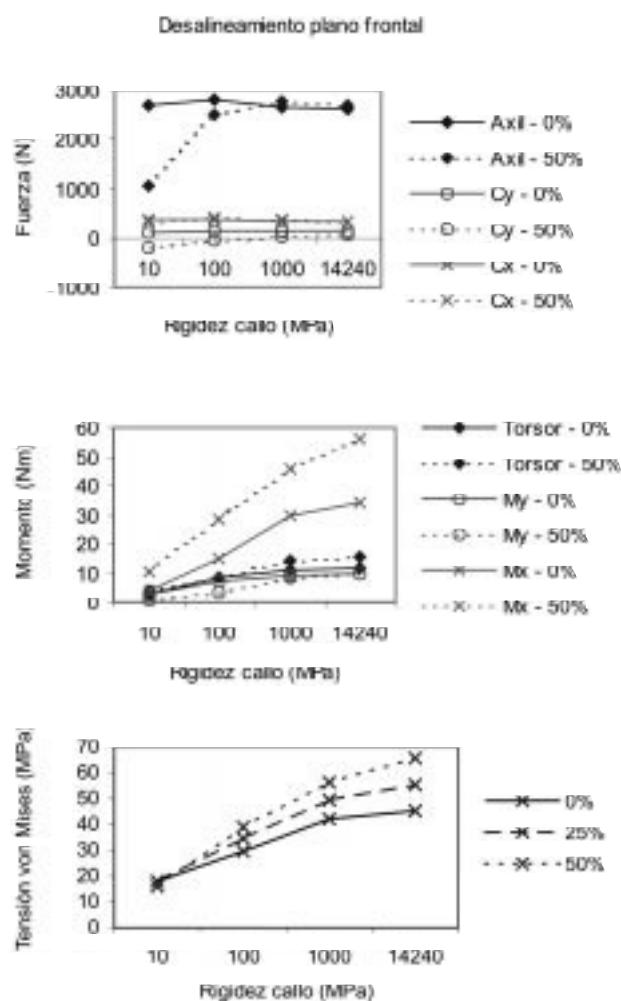 Desalineamiento plano frontal
3000
2000
1000
0
-1000
Fuerza (N)
10 100 1000 14240
Rigidez callo (MPa)
Axil - 0%
Axil - 50%
Cy - 0%
Cy - 50%
Cx - 0%
Cx - 50%
60
50
40
30
20
10
0
Momento (Nm)
10 100 1000 14240
Rigidez callo (MPa)
Torsor - 0%
Torsor - 50%
My - 0%
My - 50%
Mx - 0%
Mx - 50%
70
60
50
40
30
20
10
0
Tensión von Mises (MPa)
10 100 1000 14240
Rigidez callo (MPa)
0%
25%
50%